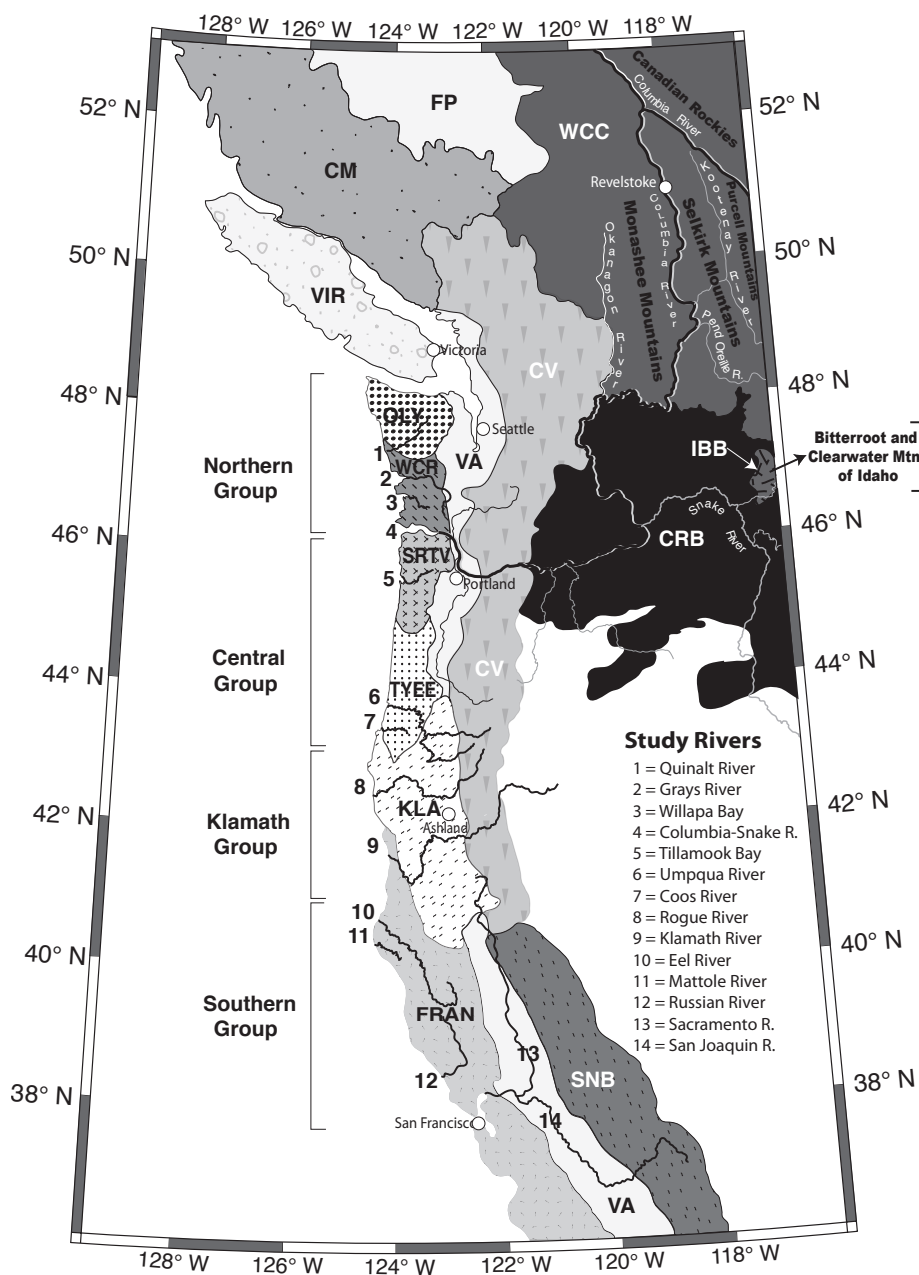 128° W 126° W 124° W 122° W 120° W 118° W
52° N
50° N
48° N
46° N
44° N
42° N
40° N
38° N
52° N
50° N
48° N
46° N
44° N
42° N
40° N
38° N
128° W 126° W 124° W 122° W 120° W 118° W
FP
WCC
CM
VIR
Canadian Rockies
Columbia River
Revelstoke
Kootenay River
Purcell Mountains
Selkirk Mountains
Columbia River
Monashee Mountains
Okanagon River
Pend Oreille R.
Victoria
CV
OLY
Seattle
1
WCR
VA
2
3
4
IBB
Bitterroot and
Clearwater Mtn
of Idaho
Snake River
CRB
SRTV
5
Portland
TYEE
CV
6
7
8
KLA
Ashland
9
10
11
FRAN
12
13
14
SNB
San Francisco
VA
Northern
Group
Central
Group
Klamath
Group
Southern
Group
Study Rivers
1 = Quinalt River
2 = Grays River
3 = Willapa Bay
4 = Columbia-Snake R.
5 = Tillamook Bay
6 = Umpqua River
7 = Coos River
8 = Rogue River
9 = Klamath River
10 = Eel River
11 = Mattole River
12 = Russian River
13 = Sacramento R.
14 = San Joaquin R.